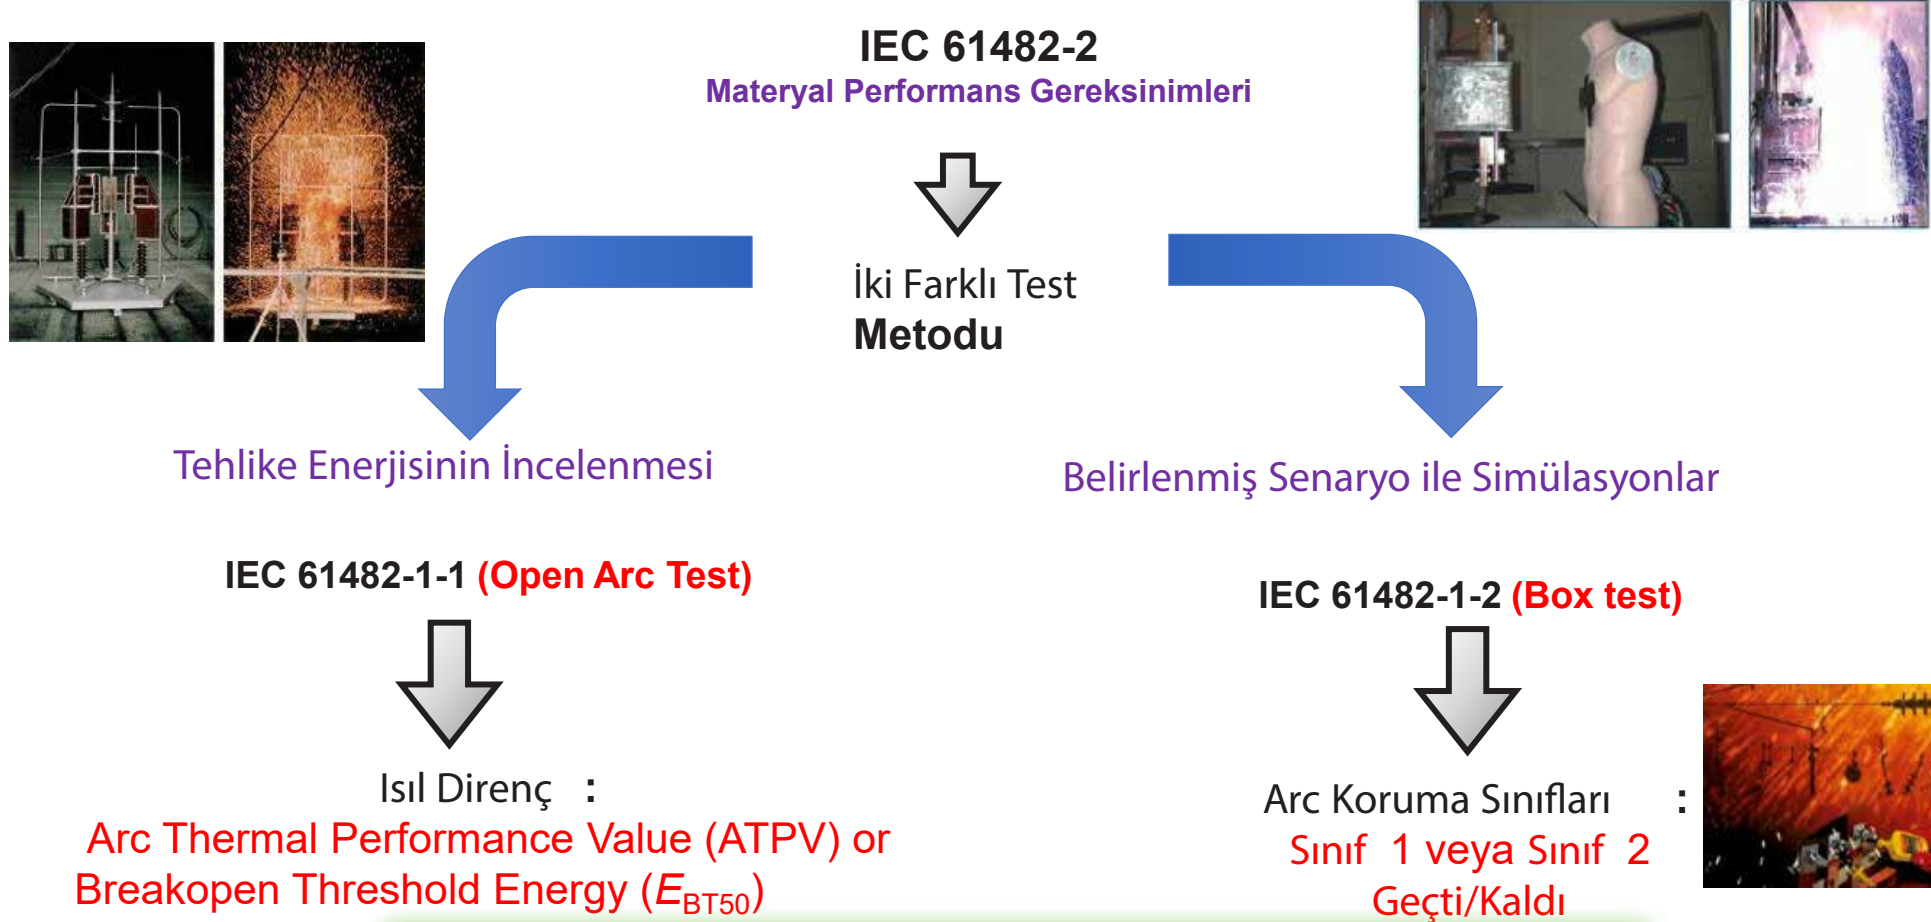 IEC 61482-2
Materyal Performans Gereksinimleri
İki Farklı Test
Metodu
Tehlike Enerjisinin İncelenmesi
IEC 61482-1-1 (Open Arc Test)
Isıl Direnç :
Arc Thermal Performance Value (ATPV) or
Breakopen Threshold Energy (EBT50)
Belirlenmiş Senaryo ile Simülasyonlar
IEC 61482-1-2 (Box test)
Arc Koruma Sınıfları :
Sınıf 1 veya Sınıf 2
Geçti/Kaldı